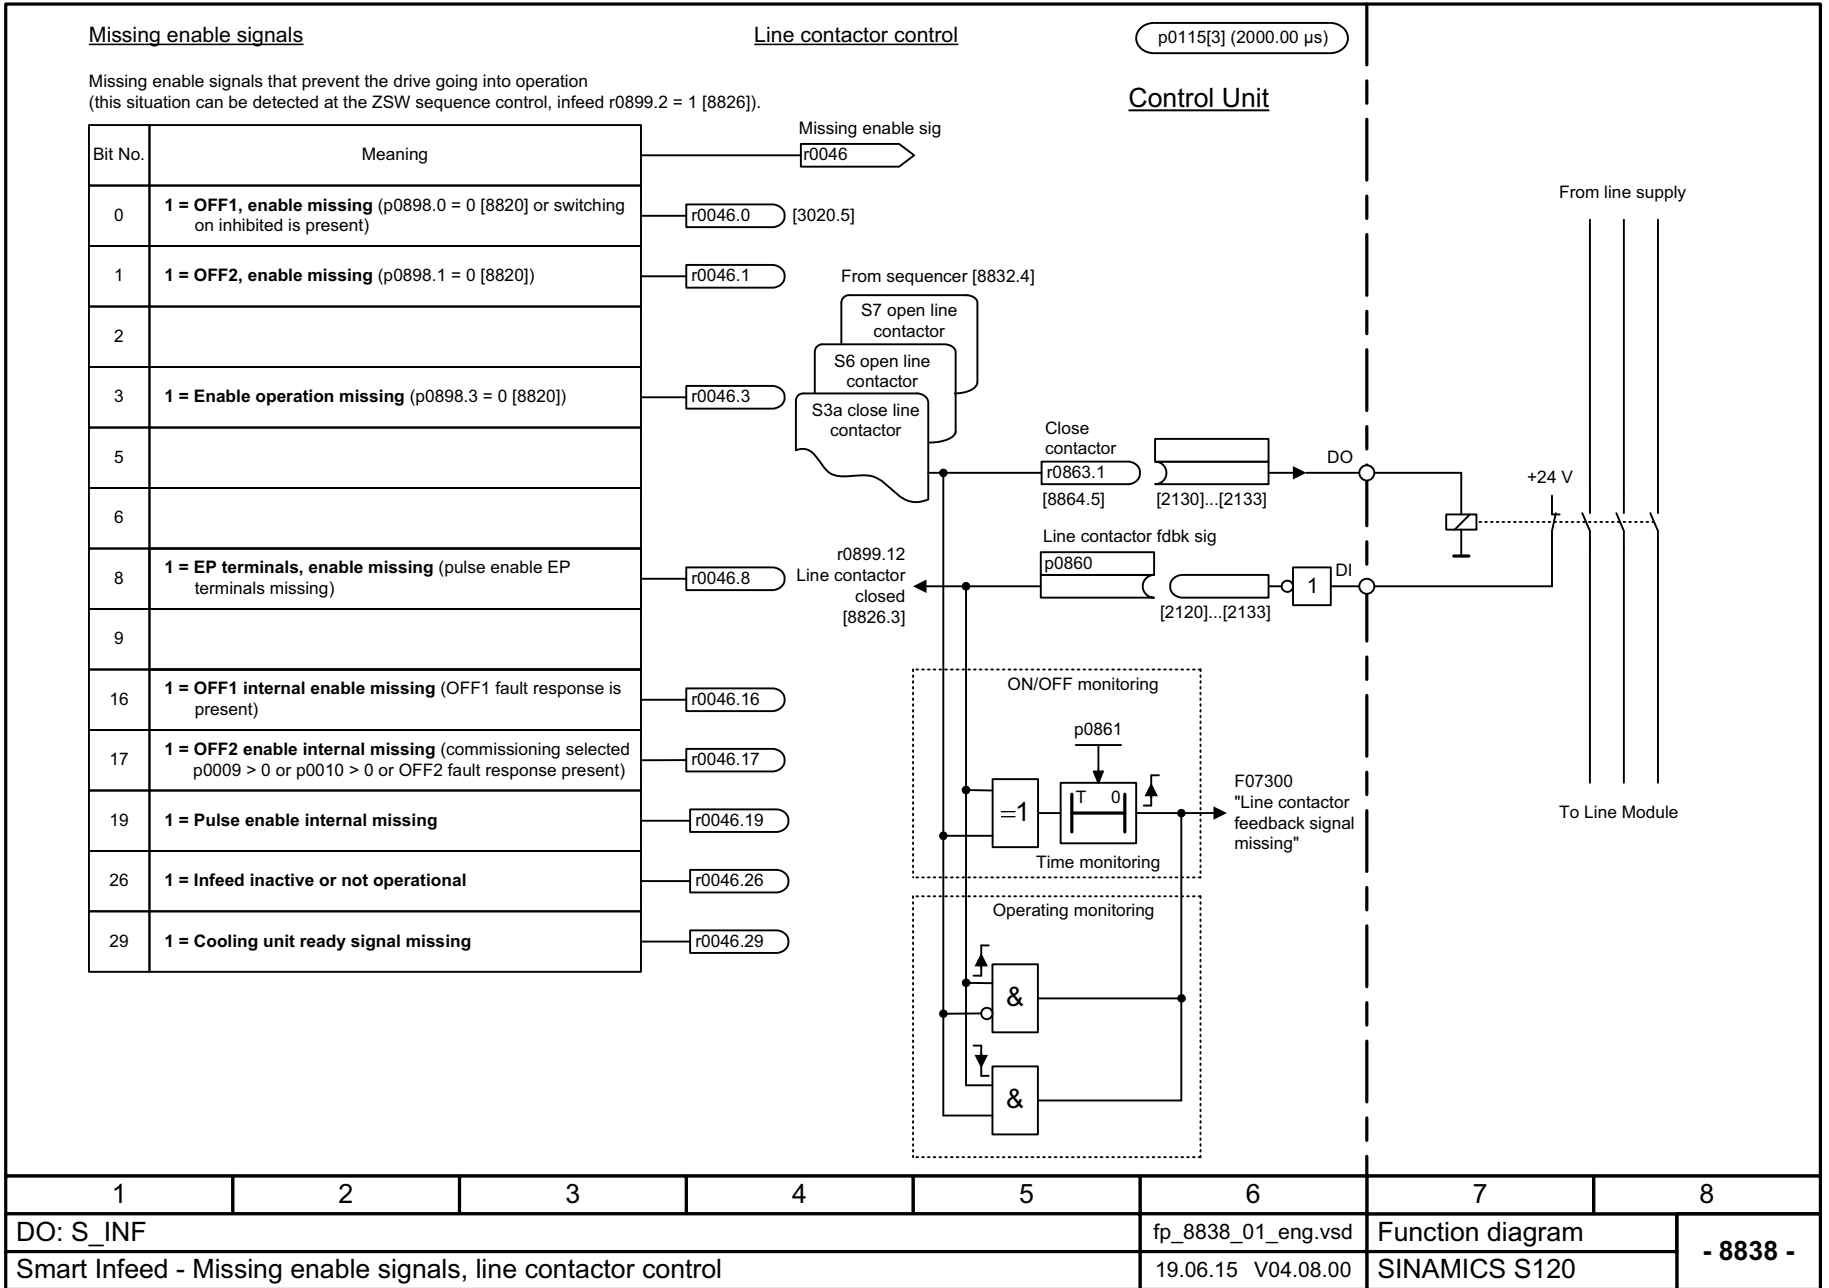 Missing enable signals
Line contactor control
p0115[3] (2000.00 µs)
Missing enable signals that prevent the drive going into operation
(this situation can be detected at the ZSW sequence control, infeed r0899.2 = 1 [8826]).
Control Unit
Bit No.
Meaning
Missing enable sig
r0046
0
1 = OFF1, enable missing (p0898.0 = 0 [8820] or switching
on inhibited is present)
r0046.0
[3020.5]
1
1 = OFF2, enable missing (p0898.1 = 0 [8820])
r0046.1
2
3
1 = Enable operation missing (p0898.3 = 0 [8820])
r0046.3
5
6
8
1 = EP terminals, enable missing (pulse enable EP
terminals missing)
r0046.8
9
16
1 = OFF1 internal enable missing (OFF1 fault response is
present)
r0046.16
17
1 = OFF2 enable internal missing (commissioning selected
p0009 > 0 or p0010 > 0 or OFF2 fault response present)
r0046.17
19
1 = Pulse enable internal missing
r0046.19
26
1 = Infeed inactive or not operational
r0046.26
29
1 = Cooling unit ready signal missing
r0046.29
From sequencer [8832.4]
S7 open line
contactor
S6 open line
contactor
S3a close line
contactor
Close
contactor
r0863.1
[8864.5]
[2130]...[2133]
DO
Line contactor fdbk sig
p0860
r0899.12
Line contactor
closed
[8826.3]
[2120]...[2133]
1
DI
From line supply
+24 V
To Line Module
ON/OFF monitoring
p0861
=1
T 0
Time monitoring
F07300
"Line contactor
feedback signal
missing"
Operating monitoring
&
&
1 2 3 4 5 6 7 8
DO: S_INF
fp_8838_01_eng.vsd
Function diagram
- 8838 -
Smart Infeed - Missing enable signals, line contactor control
19.06.15 V04.08.00
SINAMICS S120